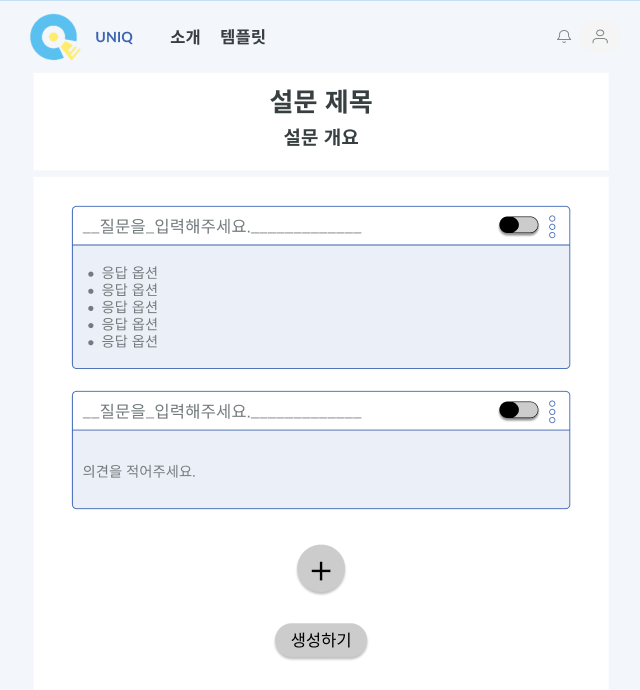 UNIQ 소개 템플릿
설문 제목
설문 개요
__질문을_입력해주세요._____________
응답 옵션
응답 옵션
응답 옵션
응답 옵션
응답 옵션
__질문을_입력해주세요._____________
의견을 적어주세요.
+
생성하기